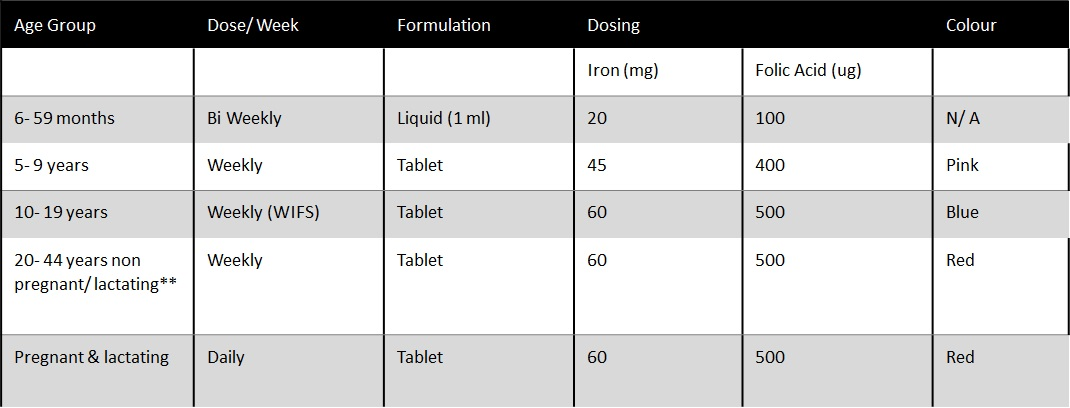 Age Group Dose/ Week Formulation Dosing Colour
Iron (mg) Folic Acid (ug)
6- 59 months Bi Weekly Liquid (1 ml) 20 100 N/ A
5- 9 years Weekly Tablet 45 400 Pink
10- 19 years Weekly (WIFS) Tablet 60 500 Blue
20- 44 years non Weekly Tablet 60 500 Red
pregnant/ lactating**
Pregnant & lactating Daily Tablet 60 500 Red